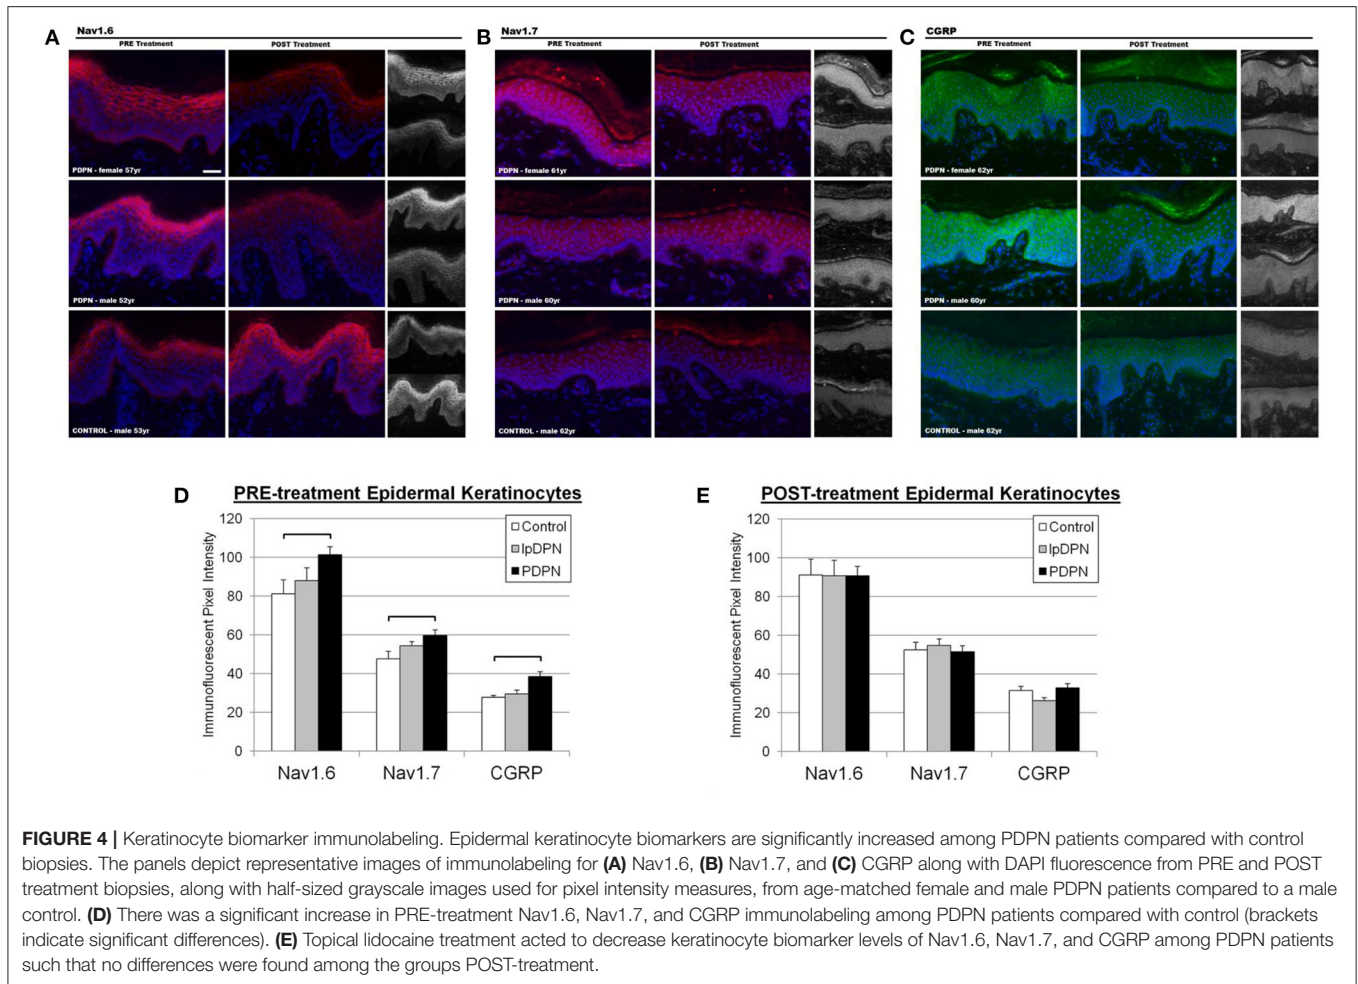 A
Nav1.6
PRE Treatment
POST Treatment
PDPN - female 57yr
PDPN - male 52yr
CONTROL - male 53yr
B
Nav1.7
PRE Treatment
POST Treatment
PDPN - female 61yr
PDPN - male 60yr
CONTROL - male 62yr
C
CGRP
PRE Treatment
POST Treatment
PDPN - female 62yr
PDPN - male 60yr
CONTROL - male 62yr
D
PRE-treatment Epidermal Keratinocytes
Immunofluorescent Pixel Intensity
120
100
80
60
40
20
0
Control
lpDPN
PDPN
Nav1.6
Nav1.7
CGRP
E
POST-treatment Epidermal Keratinocytes
Immunofluorescent Pixel Intensity
120
100
80
60
40
20
0
Control
lpDPN
PDPN
Nav1.6
Nav1.7
CGRP
FIGURE 4 | Keratinocyte biomarker immunolabeling. Epidermal keratinocyte biomarkers are significantly increased among PDPN patients compared with control
biopsies. The panels depict representative images of immunolabeling for (A) Nav1.6, (B) Nav1.7, and (C) CGRP along with DAPI fluorescence from PRE and POST
treatment biopsies, along with half-sized grayscale images used for pixel intensity measures, from age-matched female and male PDPN patients compared to a male
control. (D) There was a significant increase in PRE-treatment Nav1.6, Nav1.7, and CGRP immunolabeling among PDPN patients compared with control (brackets
indicate significant differences). (E) Topical lidocaine treatment acted to decrease keratinocyte biomarker levels of Nav1.6, Nav1.7, and CGRP among PDPN patients
such that no differences were found among the groups POST-treatment.